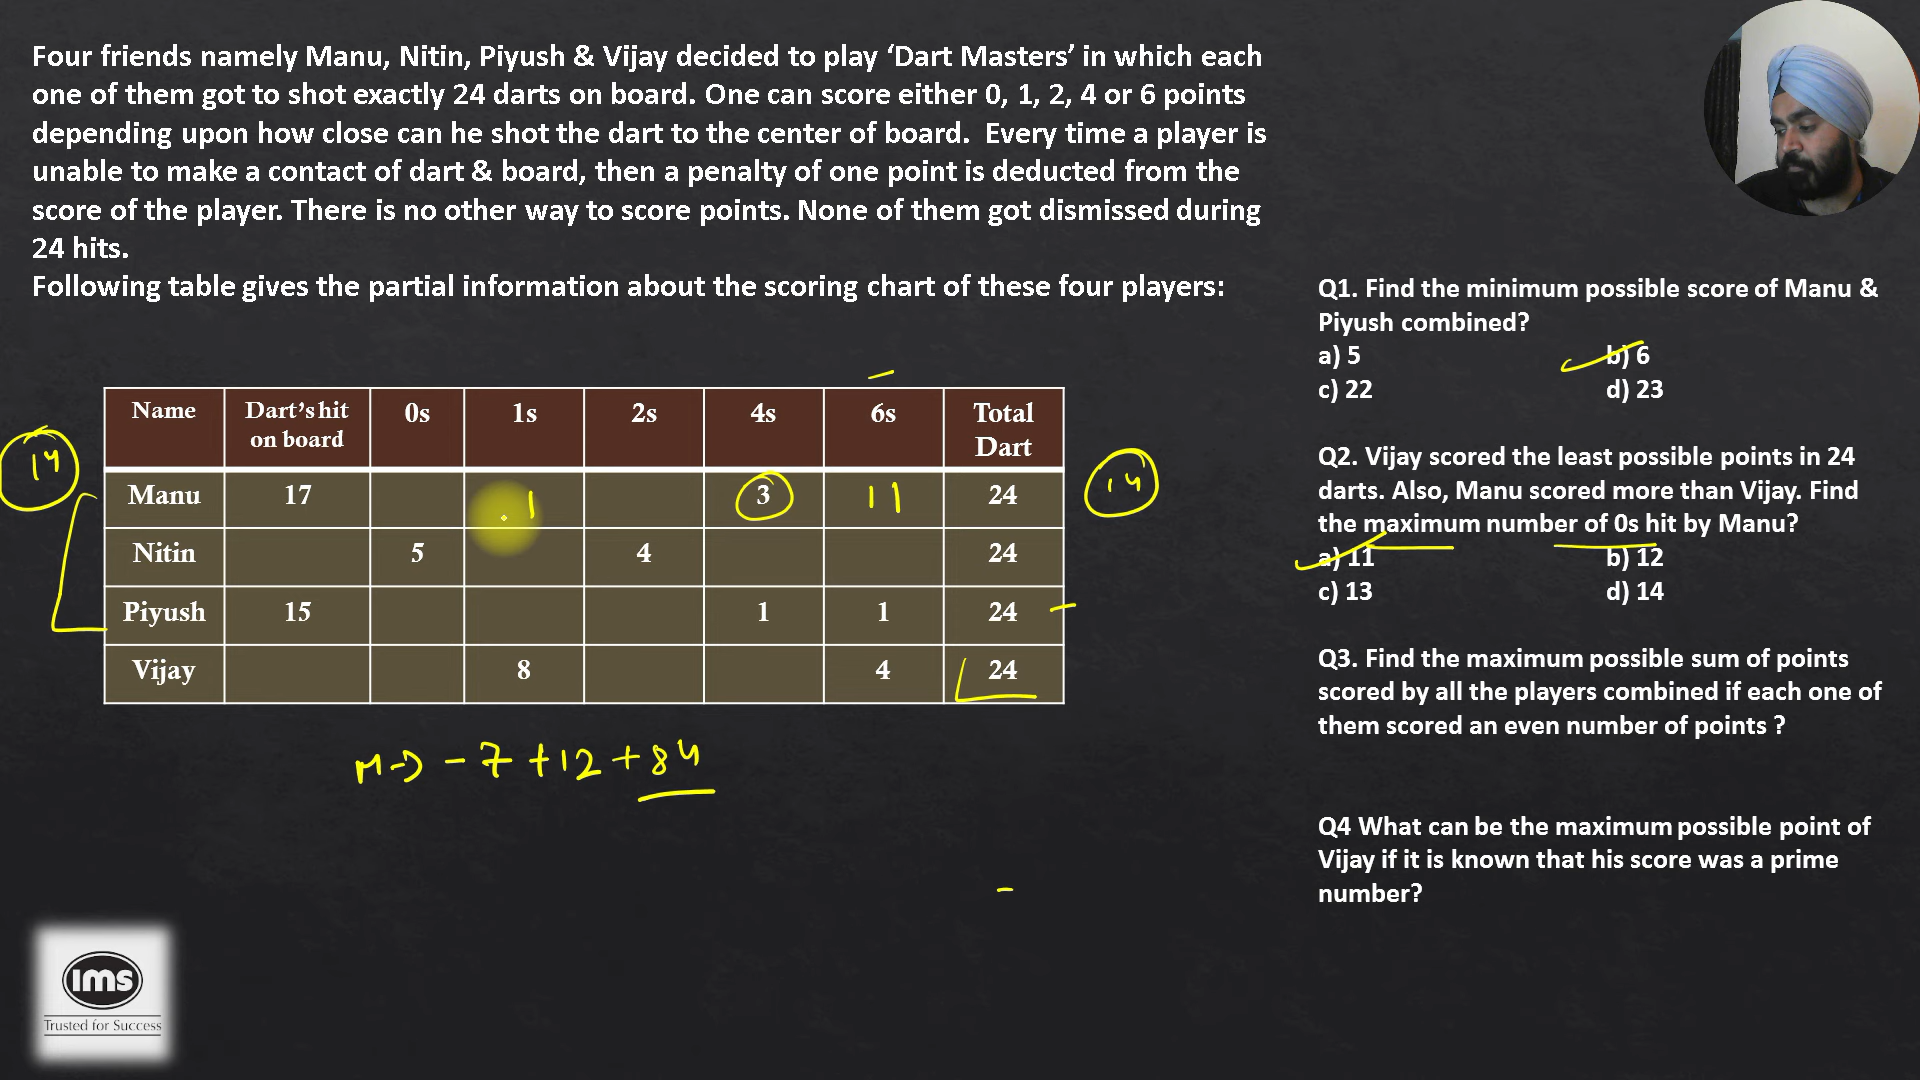 Four friends namely Manu, Nitin, Piyush & Vijay decided to play ‘Dart Masters’ in which each
one of them got to shot exactly 24 darts on board. One can score either 0, 1, 2, 4 or 6 points
depending upon how close can he shot the dart to the center of board.  Every time a player is
unable to make a contact of dart & board, then a penalty of one point is deducted from the
score of the player. There is no other way to score points. None of them got dismissed during
24 hits.
Following table gives the partial information about the scoring chart of these four players:
Name Dart’s hit on board 0s 1s 2s 4s 6s Total Dart
14
Manu 17 1 3 11 24
14
Nitin 5 4 24
Piyush 15 1 1 24
Vijay 8 4 24
M→ -7 +12 +84
Q1. Find the minimum possible score of Manu &
Piyush combined?
a) 5 b) 6
c) 22 d) 23
Q2. Vijay scored the least possible points in 24
darts. Also, Manu scored more than Vijay. Find
the maximum number of 0s hit by Manu?
a) 11 b) 12
c) 13 d) 14
Q3. Find the maximum possible sum of points
scored by all the players combined if each one of
them scored an even number of points ?
Q4 What can be the maximum possible point of
Vijay if it is known that his score was a prime
number?
ims
Trusted for Success